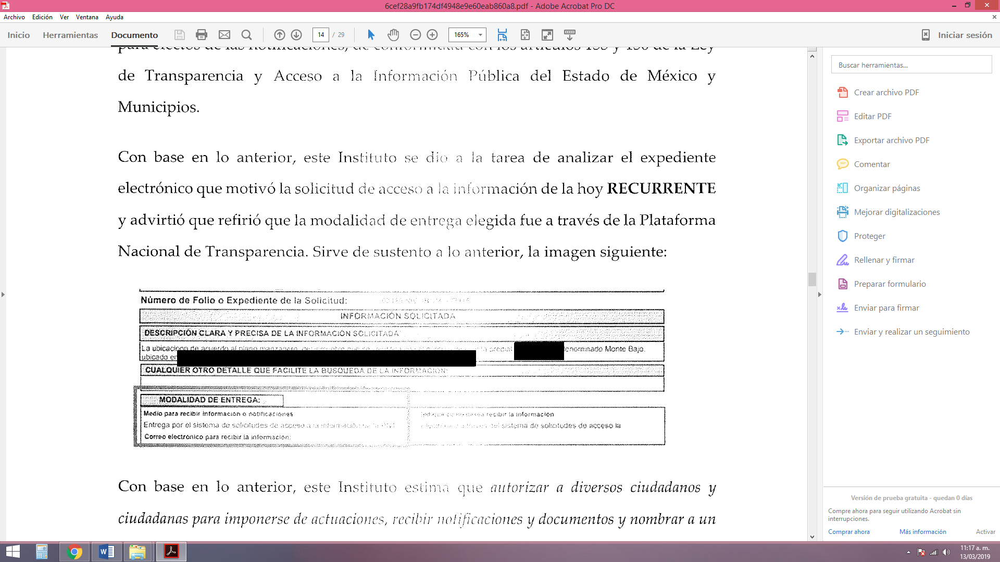 6cef28a9fb174df4948e9e60eab860a8.pdf - Adobe Acrobat Pro DC
Archivo Edición Ver Ventana Ayuda
Inicio Herramientas Documento 14 / 29 165% Iniciar sesión
de Transparencia y Acceso a la Información Pública del Estado de México y
Municipios.
Con base en lo anterior, este Instituto se dio a la tarea de analizar el expediente
electrónico que motivó la solicitud de acceso a la información de la hoy RECURRENTE
y advirtió que refirió que la modalidad de entrega elegida fue a través de la Plataforma
Nacional de Transparencia. Sirve de sustento a lo anterior, la imagen siguiente:
Número de Folio o Expediente de la Solicitud:
INFORMACIÓN SOLICITADA
DESCRIPCIÓN CLARA Y PRECISA DE LA INFORMACIÓN SOLICITADA
La ubicación de acuerdo al plano manzanero, denominado Monte Bajo,
ubicado en
CUALQUIER OTRO DETALLE QUE FACILITE LA BUSQUEDA DE LA INFORMACION:
MODALIDAD DE ENTREGA:
Medio para recibir información o notificaciones
recibir la información
Entrega por el sistema de solicitudes de acceso a la información
sistema de solicitudes de acceso la
Correo electrónico para recibir la información:
Con base en lo anterior, este Instituto estima que autorizar a diversos ciudadanos y
ciudadanas para imponerse de actuaciones, recibir notificaciones y documentos y nombrar a un
Buscar herramientas...
Crear archivo PDF
Editar PDF
Exportar archivo PDF
Comentar
Organizar páginas
Mejorar digitalizaciones
Proteger
Rellenar y firmar
Preparar formulario
Enviar para firmar
Enviar y realizar un seguimiento
Versión de prueba gratuita - quedan 0 días
Compre ahora para seguir utilizando Acrobat sin
interrupciones.
Comprar ahora Más información Activar
11:17 a. m.
13/03/2019